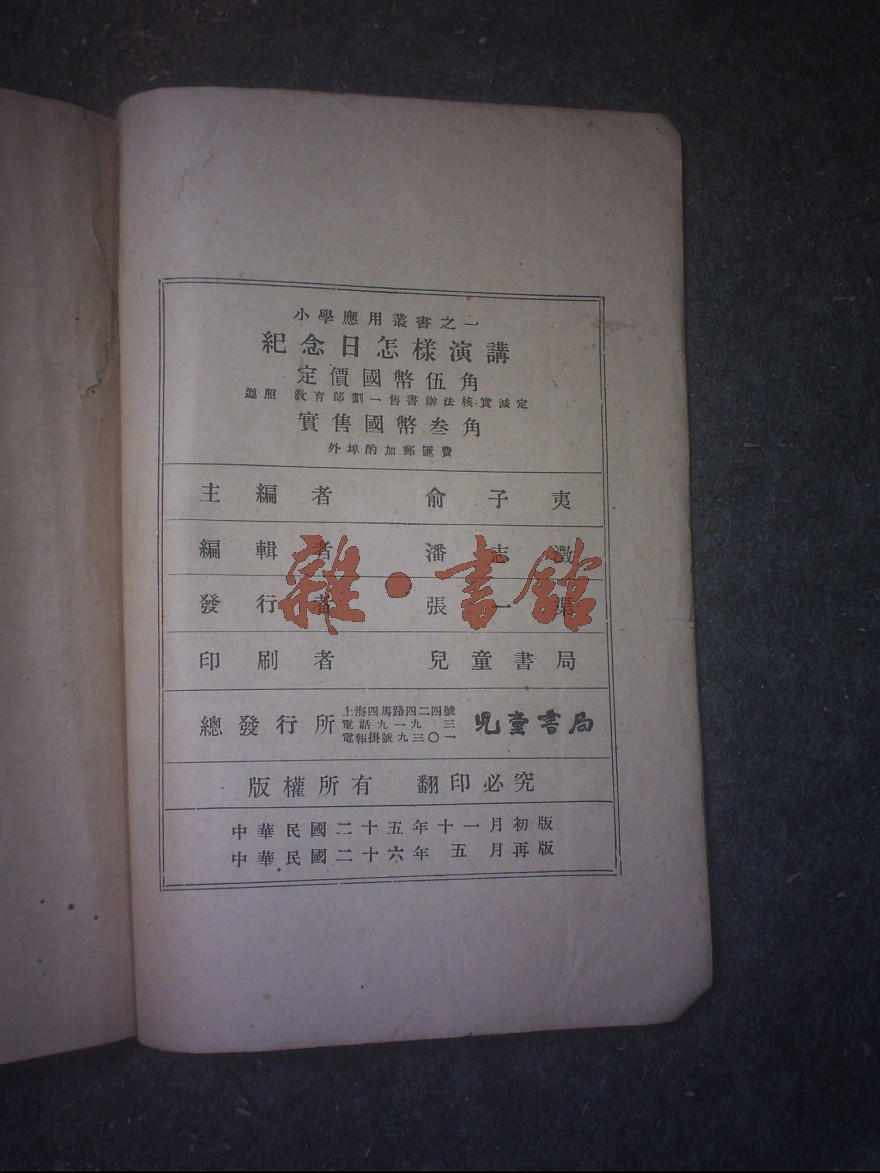 小學應用叢書之一
紀念日怎樣演講
定價國幣伍角
遵照 教育部劃一售書辦法核實減定
實售國幣叁角
外埠酌加郵匯費
主編者 俞子夷
編輯者 潘志澂
發行者 張一渠
印刷者 兒童書局
總發行所 上海四馬路四二四號
電話九一九三
電報掛號九三〇一
兒童書局
版權所有 翻印必究
中華民國二十五年十一月初版
中華民國二十六年五月再版
雜·書館